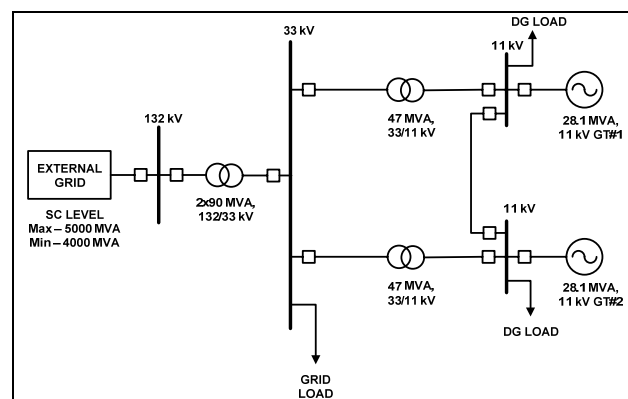 DG LOAD
33 kV
11 kV
132 kV
47 MVA,
33/11 kV
28.1 MVA,
11 kV GT#1
EXTERNAL
GRID
2x90 MVA,
132/33 kV
SC LEVEL
Max – 5000 MVA
Min – 4000 MVA
11 kV
47 MVA,
33/11 kV
28.1 MVA,
11 kV GT#2
DG LOAD
GRID
LOAD